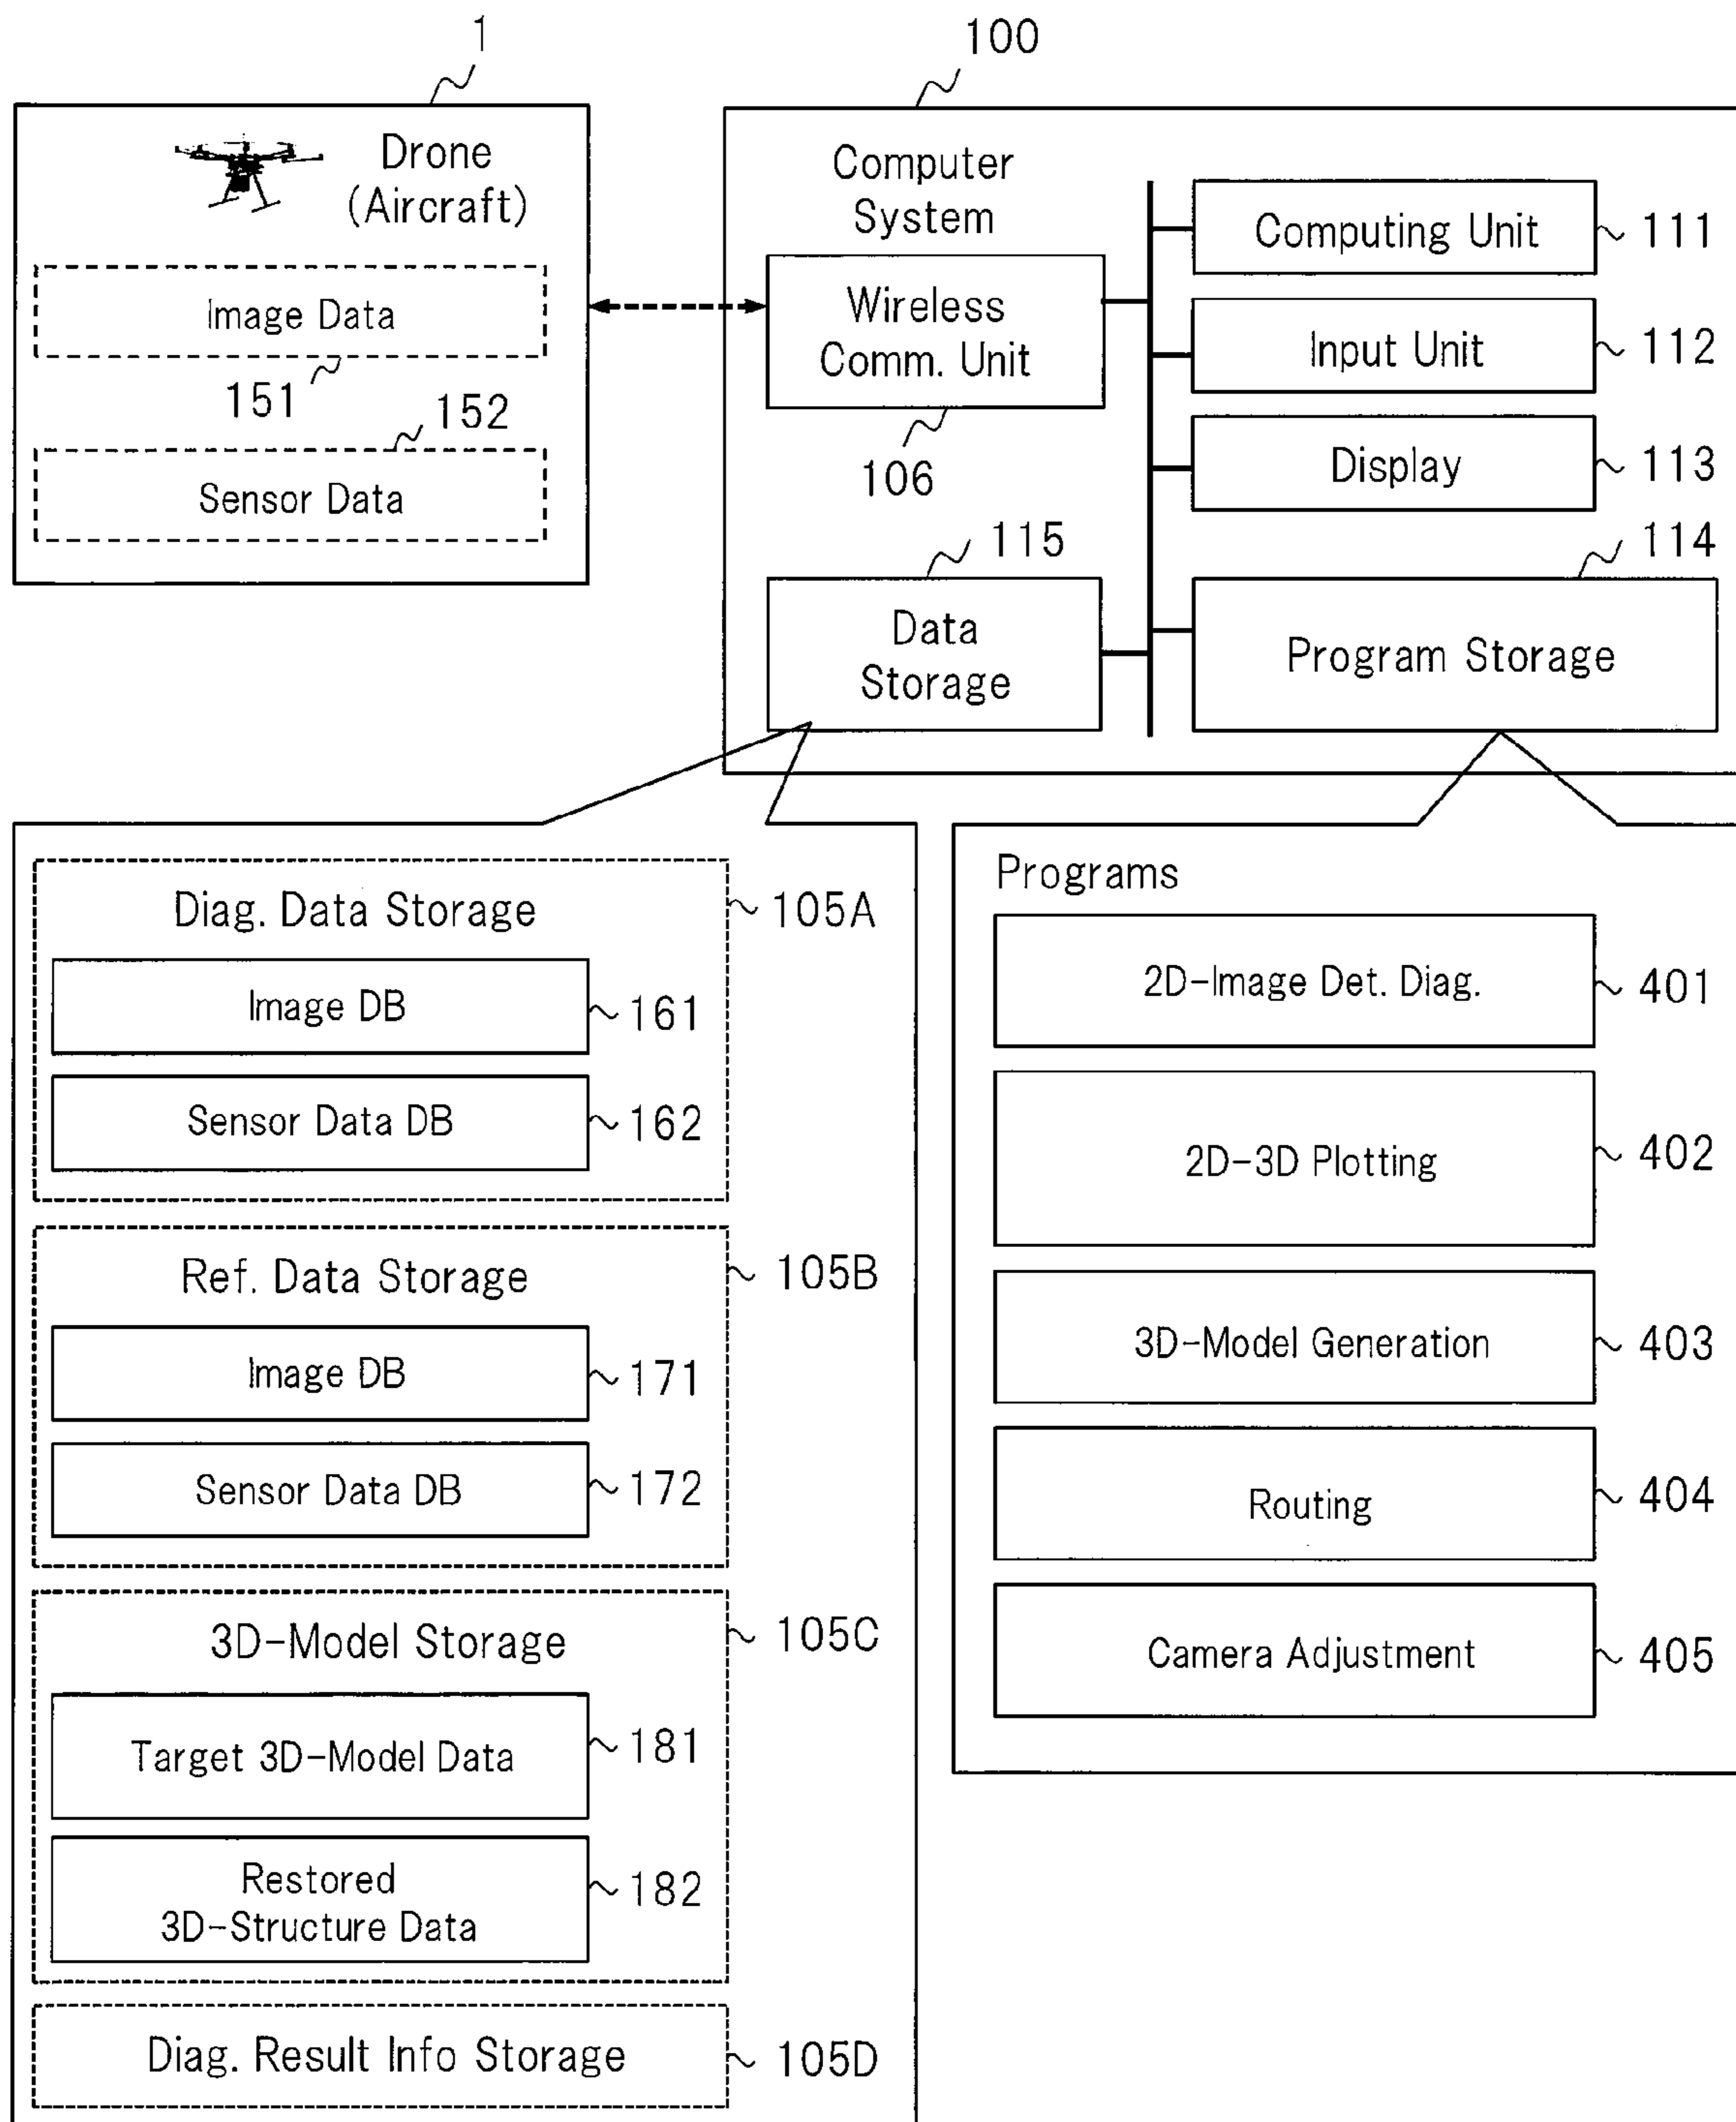 1
100
Drone
(Aircraft)
Image Data
151
152
Sensor Data
Computer
System
Wireless
Comm. Unit
106
Computing Unit
111
Input Unit
112
Display
113
115
114
Data
Storage
Program Storage
Diag. Data Storage
105A
Image DB
161
Sensor Data DB
162
Ref. Data Storage
105B
Image DB
171
Sensor Data DB
172
3D-Model Storage
105C
Target 3D-Model Data
181
Restored
3D-Structure Data
182
Diag. Result Info Storage
105D
Programs
2D-Image Det. Diag.
401
2D-3D Plotting
402
3D-Model Generation
403
Routing
404
Camera Adjustment
405